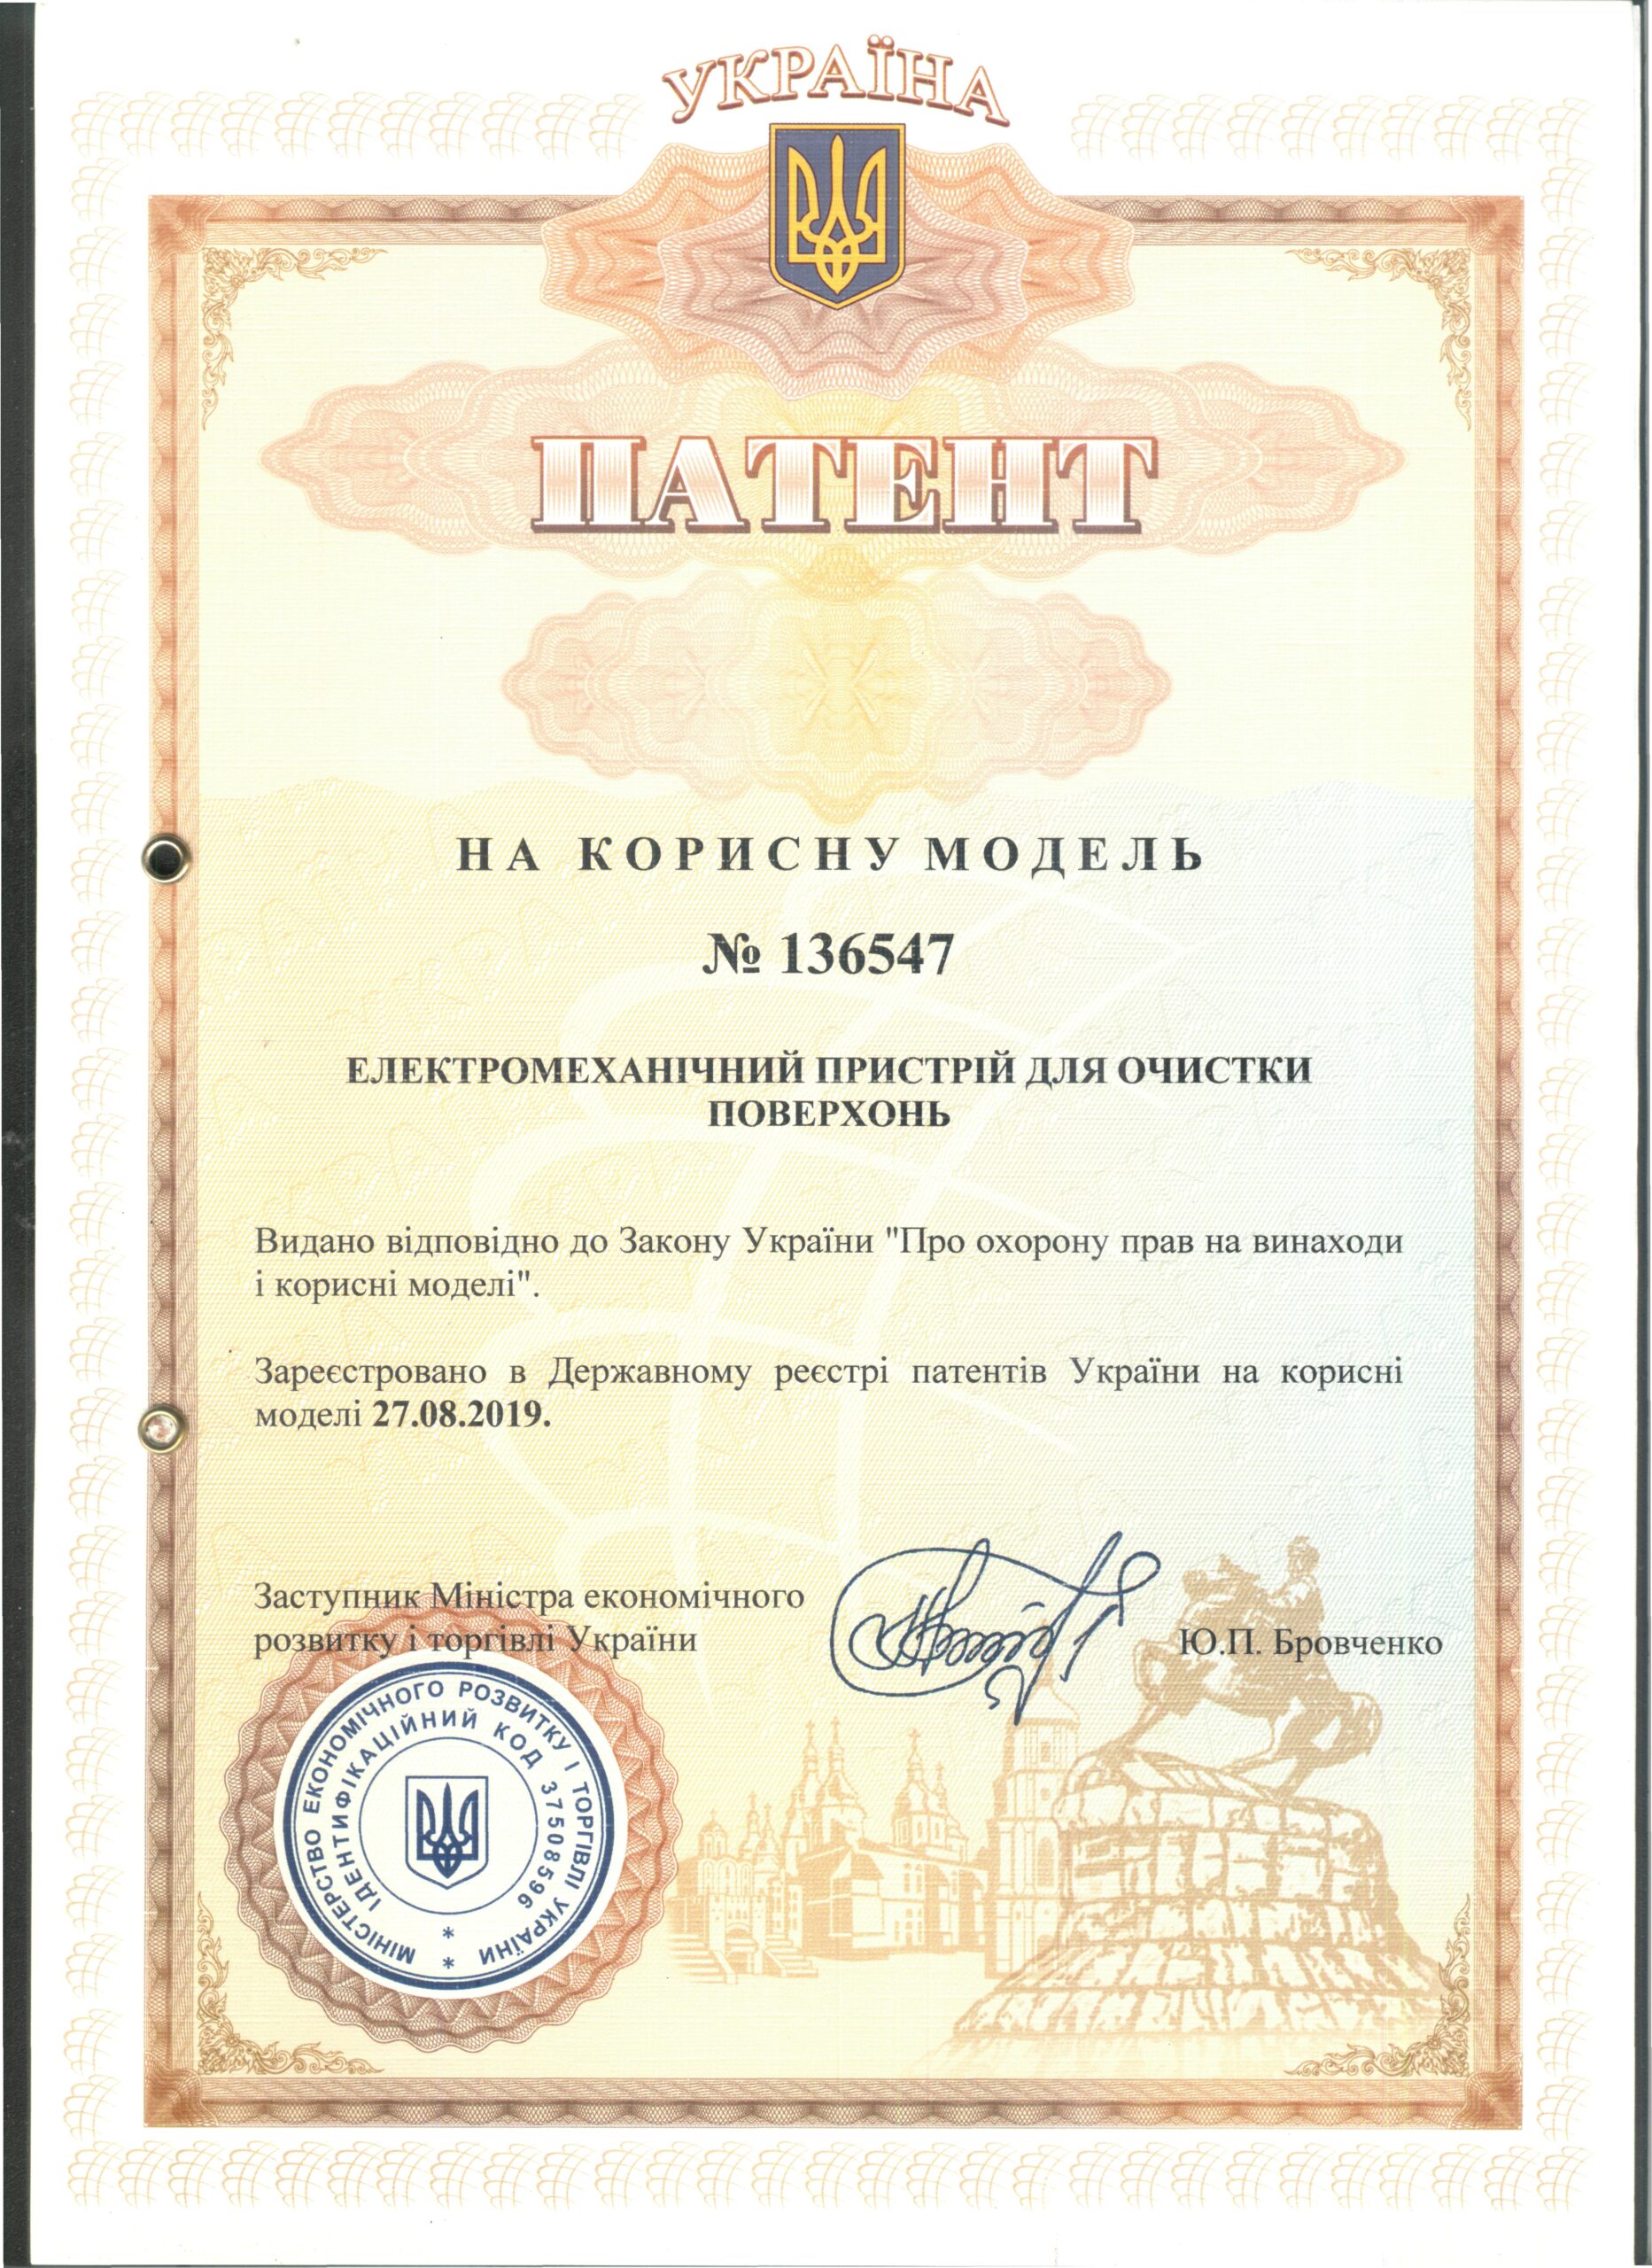 УКРАЇНА
ПАТЕНТ
НА КОРИСНУ МОДЕЛЬ
№ 136547
ЕЛЕКТРОМЕХАНІЧНИЙ ПРИСТРІЙ ДЛЯ ОЧИСТКИ
ПОВЕРХОНЬ
Видано відповідно до Закону України "Про охорону прав на винаходи
і корисні моделі".
Зареєстровано в Державному реєстрі патентів України на корисні
моделі 27.08.2019.
Заступник Міністра економічного
розвитку і торгівлі України
Ю.П. Бровченко
МІНІСТЕРСТВО ЕКОНОМІЧНОГО РОЗВИТКУ І ТОРГІВЛІ УКРАЇНИ *
ІДЕНТИФІКАЦІЙНИЙ КОД 37508596 *